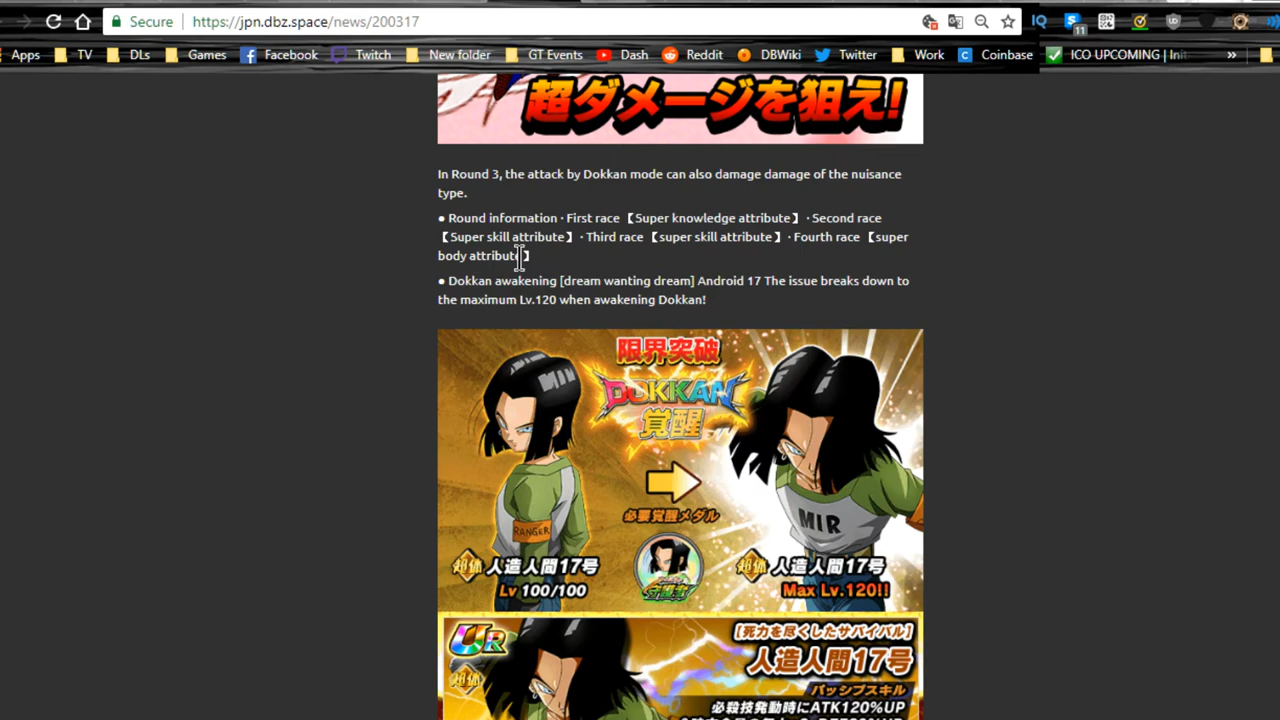 Secure
https://jpn.dbz.space/news/200317
IQ
11
Apps TV DLs Games Facebook Twitch New folder GT Events Dash Reddit DBWiki Twitter Work Coinbase ICO UPCOMING | Ini »
超ダメージを狙え!
In Round 3, the attack by Dokkan mode can also damage damage of the nuisance
type.
● Round information · First race 【Super knowledge attribute】 · Second race
【Super skill attribute】 · Third race 【super skill attribute】 · Fourth race 【super
body attribute】
● Dokkan awakening [dream wanting dream] Android 17 The issue breaks down to
the maximum Lv.120 when awakening Dokkan!
限界突破
DOKKAN
覚醒
必要覚醒メダル
RANGER
MIR
超体 人造人間17号
Lv 100/100
超体 人造人間17号
Max Lv.120!!
UR
超体
[死力を尽くしたサバイバル]
人造人間17号
パッシブスキル
必殺技発動時にATK120%UP